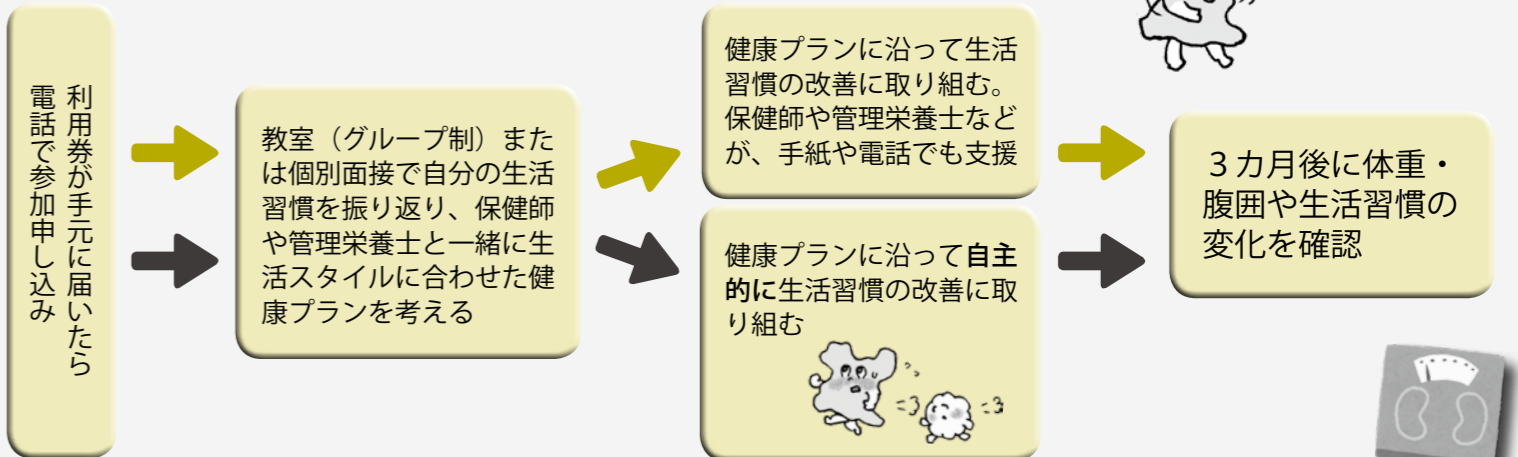 利用券が手元に届いたら
電話で参加申し込み
教室（グループ制）また
は個別面接で自分の生活
習慣を振り返り、保健師
や管理栄養士と一緒に生
活スタイルに合わせた健
康プランを考える
健康プランに沿って生活
習慣の改善に取り組む。
保健師や管理栄養士など
が、手紙や電話でも支援
健康プランに沿って自主
的に生活習慣の改善に取
り組む
３カ月後に体重・
腹囲や生活習慣の
変化を確認